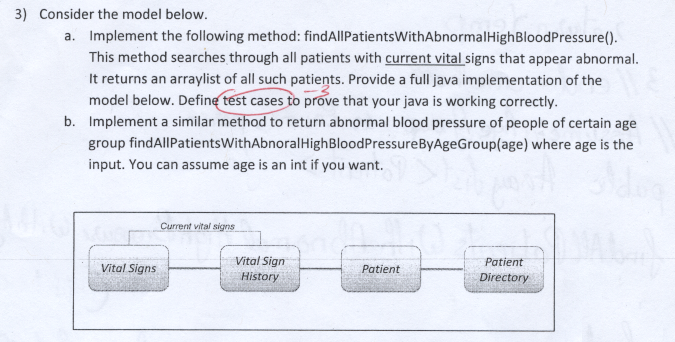 3) Consider the model below.
a. Implement the following method: findAllPatientsWithAbnormalHighBloodPressure().
This method searches through all patients with current vital signs that appear abnormal.
It returns an arraylist of all such patients. Provide a full java implementation of the
-3
model below. Define test cases to prove that your java is working correctly.
b. Implement a similar method to return abnormal blood pressure of people of certain age
group findAllPatientsWithAbnoralHighBloodPressureByAgeGroup(age) where age is the
input. You can assume age is an int if you want.
Current vital signs
Vital Signs
Vital Sign
History
Patient
Patient
Directory